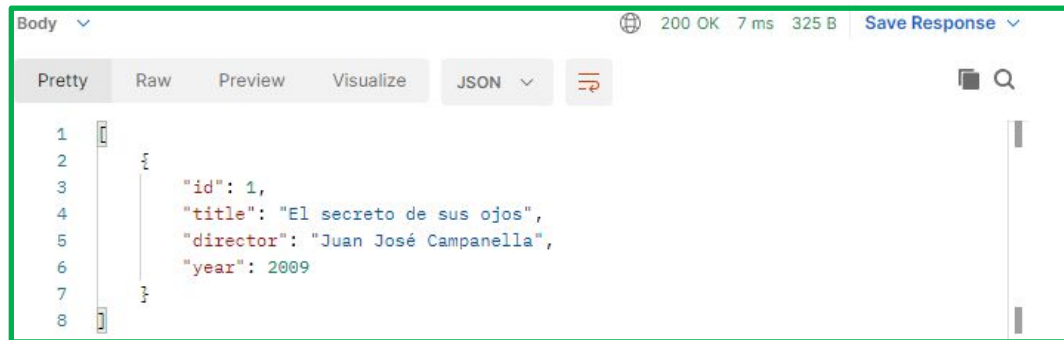 Body 200 OK 7 ms 325 B Save Response
Pretty Raw Preview Visualize JSON
1 [
2 {
3 "id": 1,
4 "title": "El secreto de sus ojos",
5 "director": "Juan José Campanella",
6 "year": 2009
7 }
8 ]